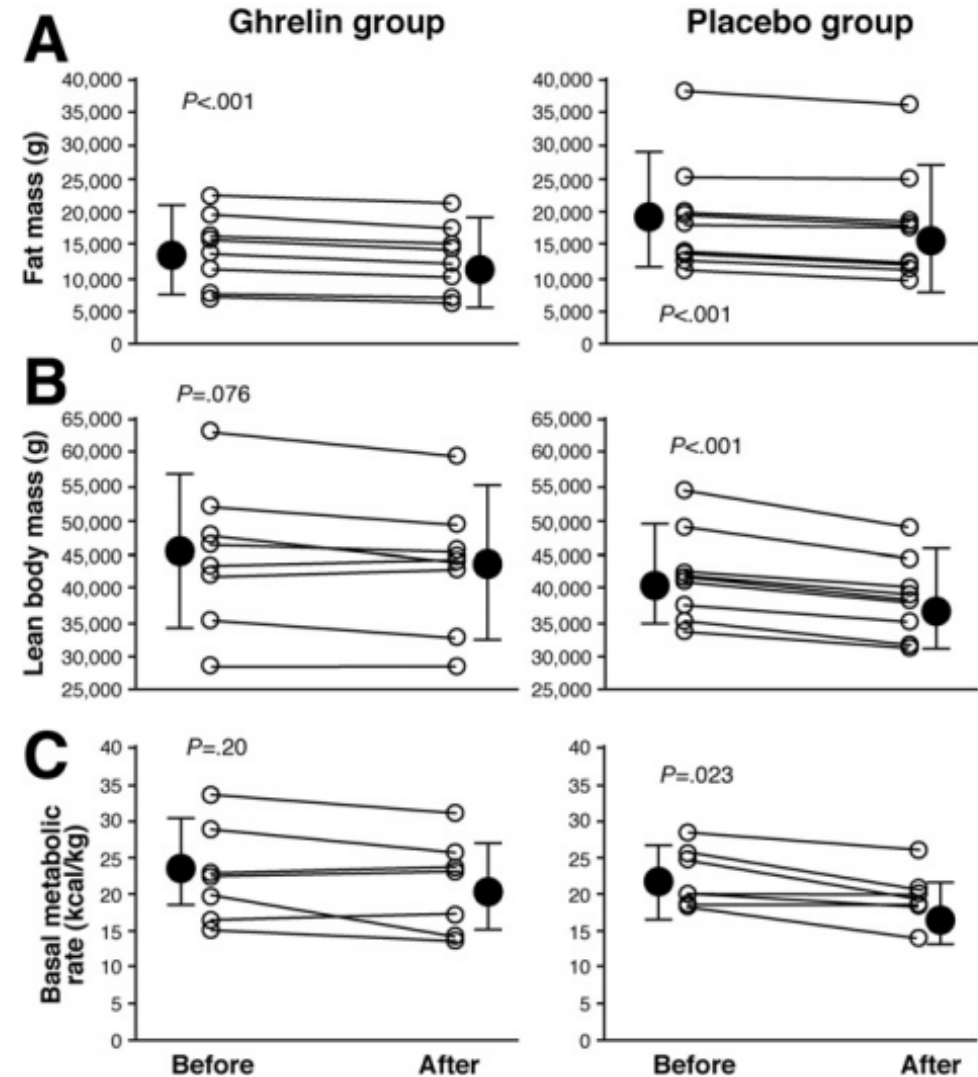 Ghrelin group
Placebo group
A
Fat mass (g)
40,000
35,000
30,000
25,000
20,000
15,000
10,000
5,000
0
P<.001
40,000
35,000
30,000
25,000
20,000
15,000
10,000
5,000
0
P<.001
B
Lean body mass (g)
65,000
60,000
55,000
50,000
45,000
40,000
35,000
30,000
25,000
P=.076
65,000
60,000
55,000
50,000
45,000
40,000
35,000
30,000
25,000
P<.001
C
Basal metabolic
rate (kcal/kg)
40
35
30
25
20
15
10
5
0
P=.20
40
35
30
25
20
15
10
5
0
P=.023
Before
After
Before
After